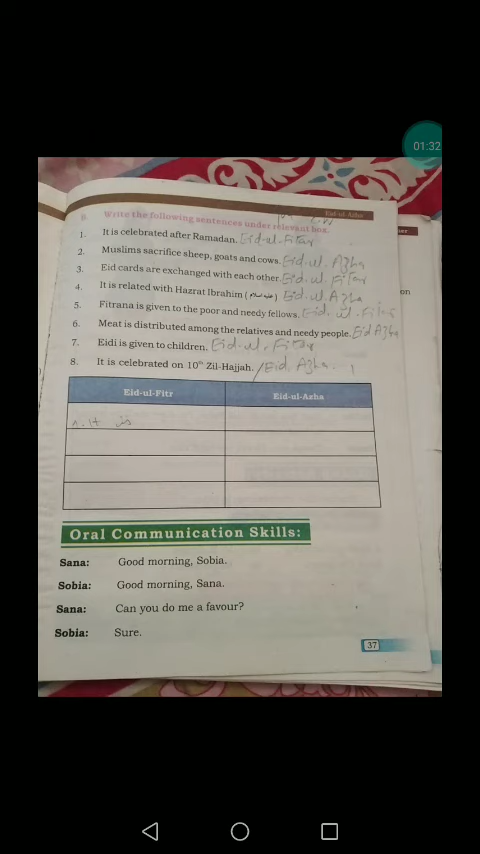 01:32
Eid-ul-Azha
B. Write the following sentences under relevant box.
1. It is celebrated after Ramadan. Eid-ul-Fitar
2. Muslims sacrifice sheep, goats and cows. Eid.ul.Azha
3. Eid cards are exchanged with each other. Eid.ul.Fitar
4. It is related with Hazrat Ibrahim (علیہ السلام) Eid.ul.Azha
5. Fitrana is given to the poor and needy fellows. Eid.ul.Fitar
6. Meat is distributed among the relatives and needy people. Eid Azha
7. Eidi is given to children. Eid.ul.Fitar
8. It is celebrated on 10th Zil-Hajjah. /Eid.Azha.
Eid-ul-Fitr Eid-ul-Azha
1. It is
Oral Communication Skills:
Sana: Good morning, Sobia.
Sobia: Good morning, Sana.
Sana: Can you do me a favour?
Sobia: Sure.
37
on